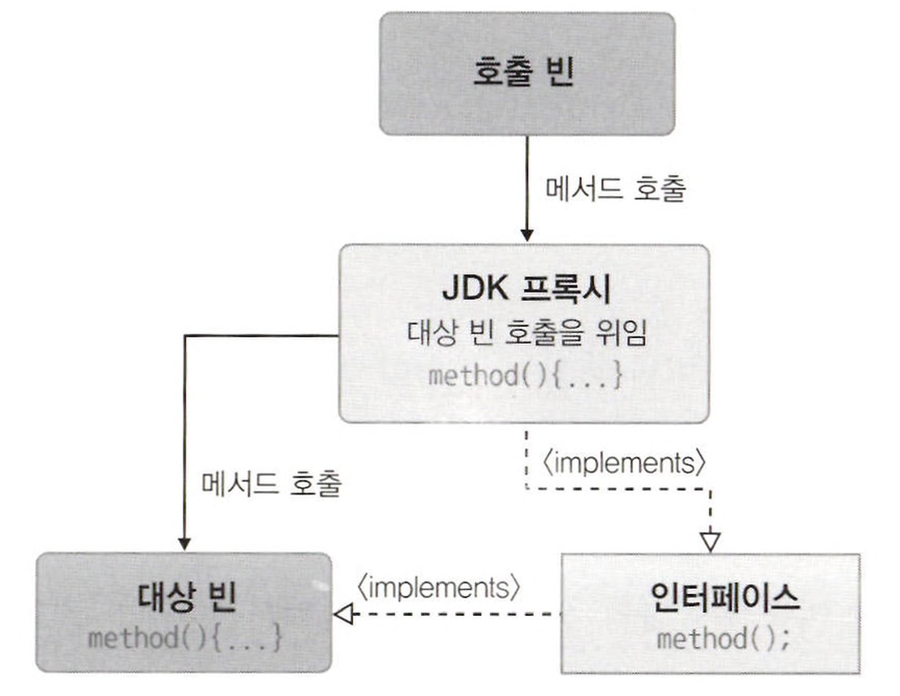 호출 빈
메서드 호출
JDK 프록시
대상 빈 호출을 위임
method(){...}
〈implements〉
메서드 호출
대상 빈
method(){...}
〈implements〉
인터페이스
method();